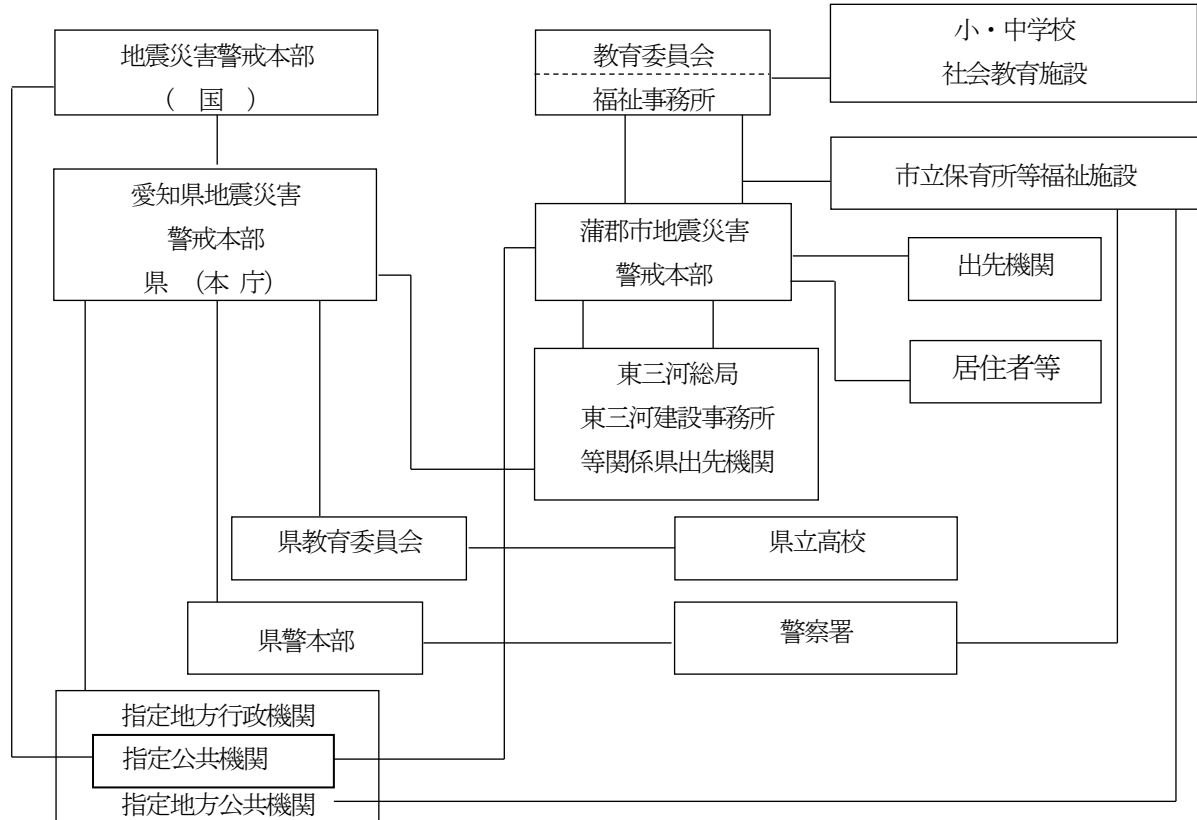 地震災害警戒本部
（　国　）
教育委員会
福祉事務所
小・中学校
社会教育施設
愛知県地震災害
警戒本部
県　（本 庁）
市立保育所等福祉施設
蒲郡市地震災害
警戒本部
出先機関
居住者等
東三河総局
東三河建設事務所
等関係県出先機関
県教育委員会
県立高校
県警本部
警察署
指定地方行政機関
指定公共機関
指定地方公共機関